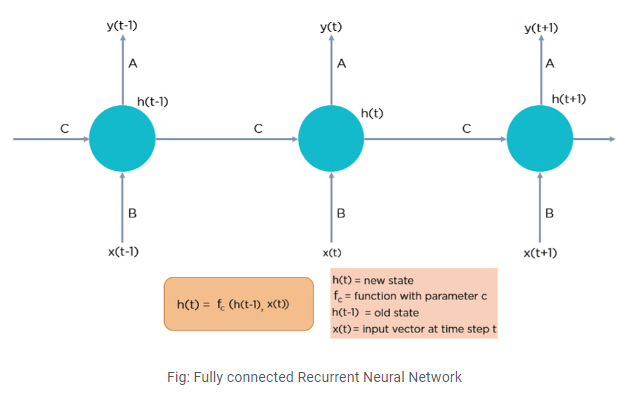 y(t-1) y(t) y(t+1)
A A A
h(t-1) h(t) h(t+1)
C C C
B B B
x(t-1) x(t) x(t+1)
h(t) = fc (h(t-1), x(t))
h(t) = new state
fc = function with parameter c
h(t-1) = old state
x(t) = input vector at time step t
Fig: Fully connected Recurrent Neural Network